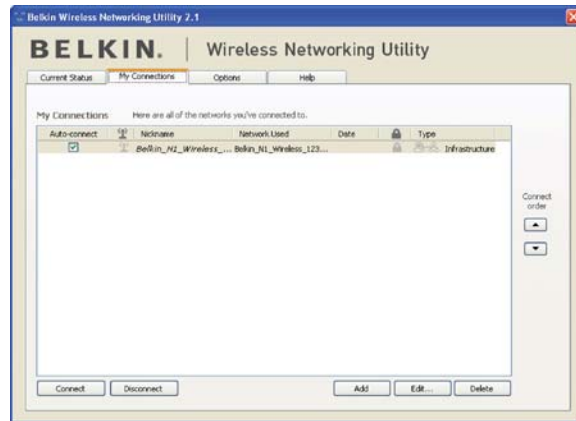 Belkin Wireless Networking Utility 2.1
BELKIN. | Wireless Networking Utility
Current Status My Connections Options Help
My Connections Here are all of the networks you've connected to.
Auto-connect Nickname Network Used Date Type
Belkin_N1_Wireless_... Belkin_N1_Wireless_123... Infrastructure
Connect order
Connect Disconnect Add Edit... Delete